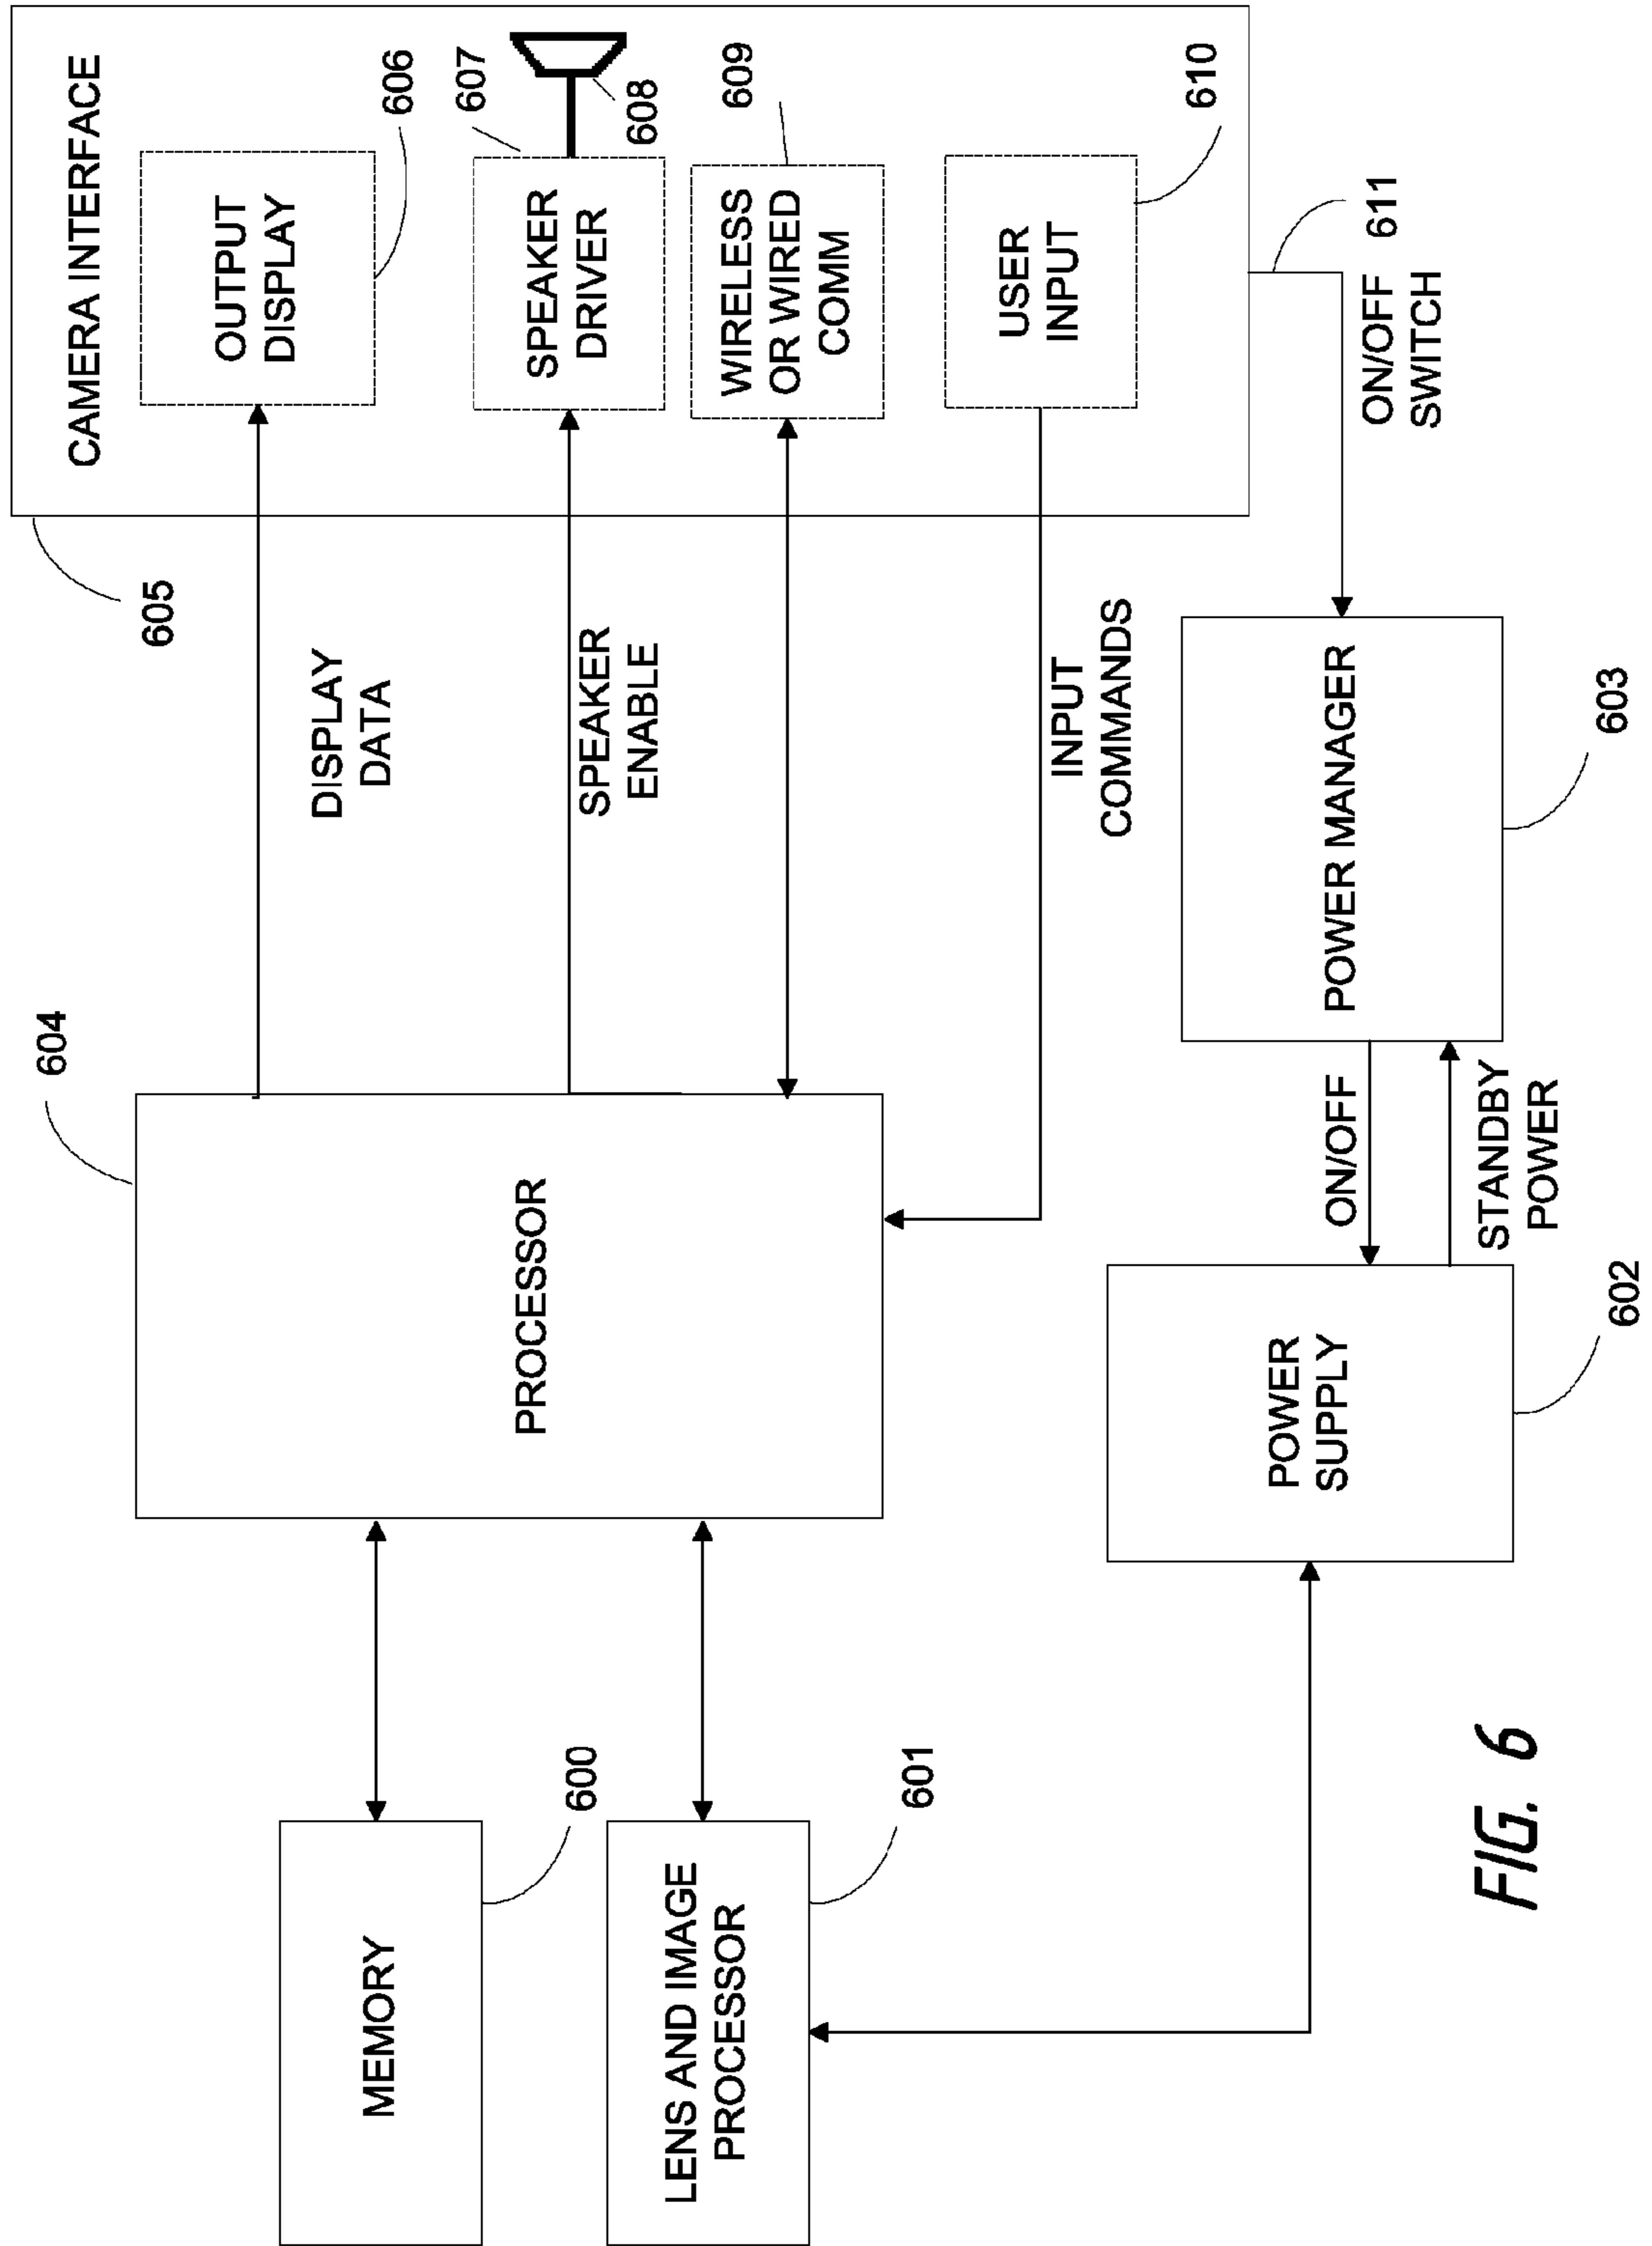 CAMERA INTERFACE
605
OUTPUT
DISPLAY
606
607
SPEAKER
DRIVER
608
WIRELESS
OR WIRED
COMM
609
USER
INPUT
610
611
ON/OFF
SWITCH
DISPLAY
DATA
SPEAKER
ENABLE
INPUT
COMMANDS
604
PROCESSOR
MEMORY
600
LENS AND IMAGE
PROCESSOR
601
POWER
SUPPLY
602
ON/OFF
STANDBY
POWER
POWER MANAGER
603
FIG. 6